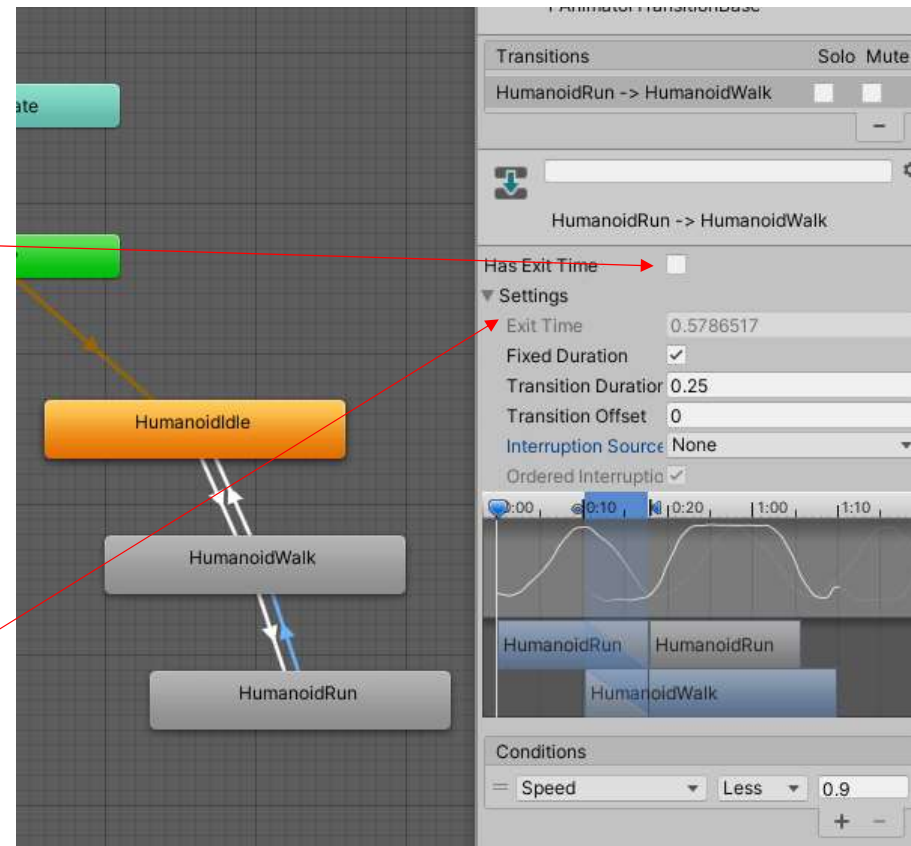 Transitions Solo Mute
HumanoidRun -> HumanoidWalk
HumanoidRun -> HumanoidWalk
Has Exit Time
Settings
Exit Time 0.5786517
Fixed Duration
Transition Duratior 0.25
Transition Offset 0
Interruption Source None
Ordered Interruptio
0:00 0:10 0:20 1:00 1:10
HumanoidRun HumanoidRun
HumanoidWalk
Conditions
= Speed Less 0.9
+ −
HumanoidIdle
HumanoidWalk
HumanoidRun